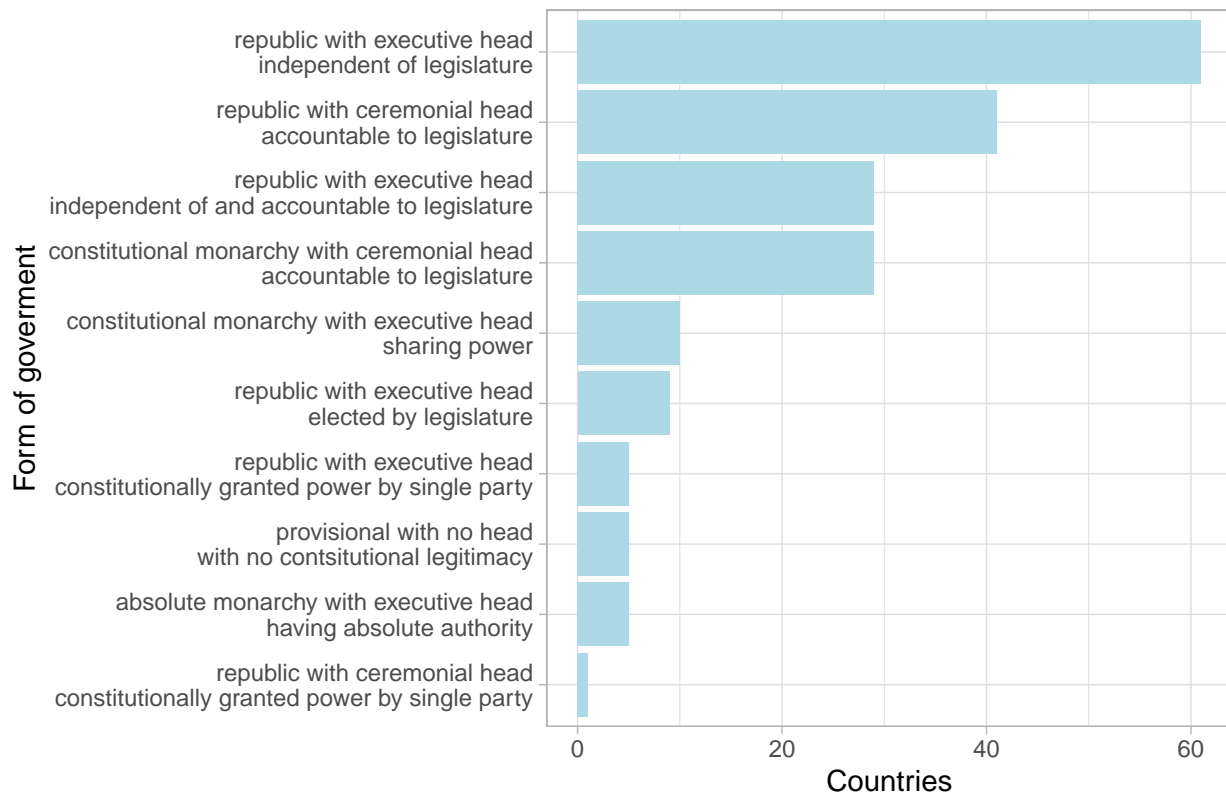 republic with executive head
independent of legislature
republic with ceremonial head
accountable to legislature
republic with executive head
independent of and accountable to legislature
constitutional monarchy with ceremonial head
accountable to legislature
constitutional monarchy with executive head
sharing power
republic with executive head
elected by legislature
republic with executive head
constitutionally granted power by single party
provisional with no head
with no contsitutional legitimacy
absolute monarchy with executive head
having absolute authority
republic with ceremonial head
constitutionally granted power by single party
Form of goverment
0 20 40 60
Countries